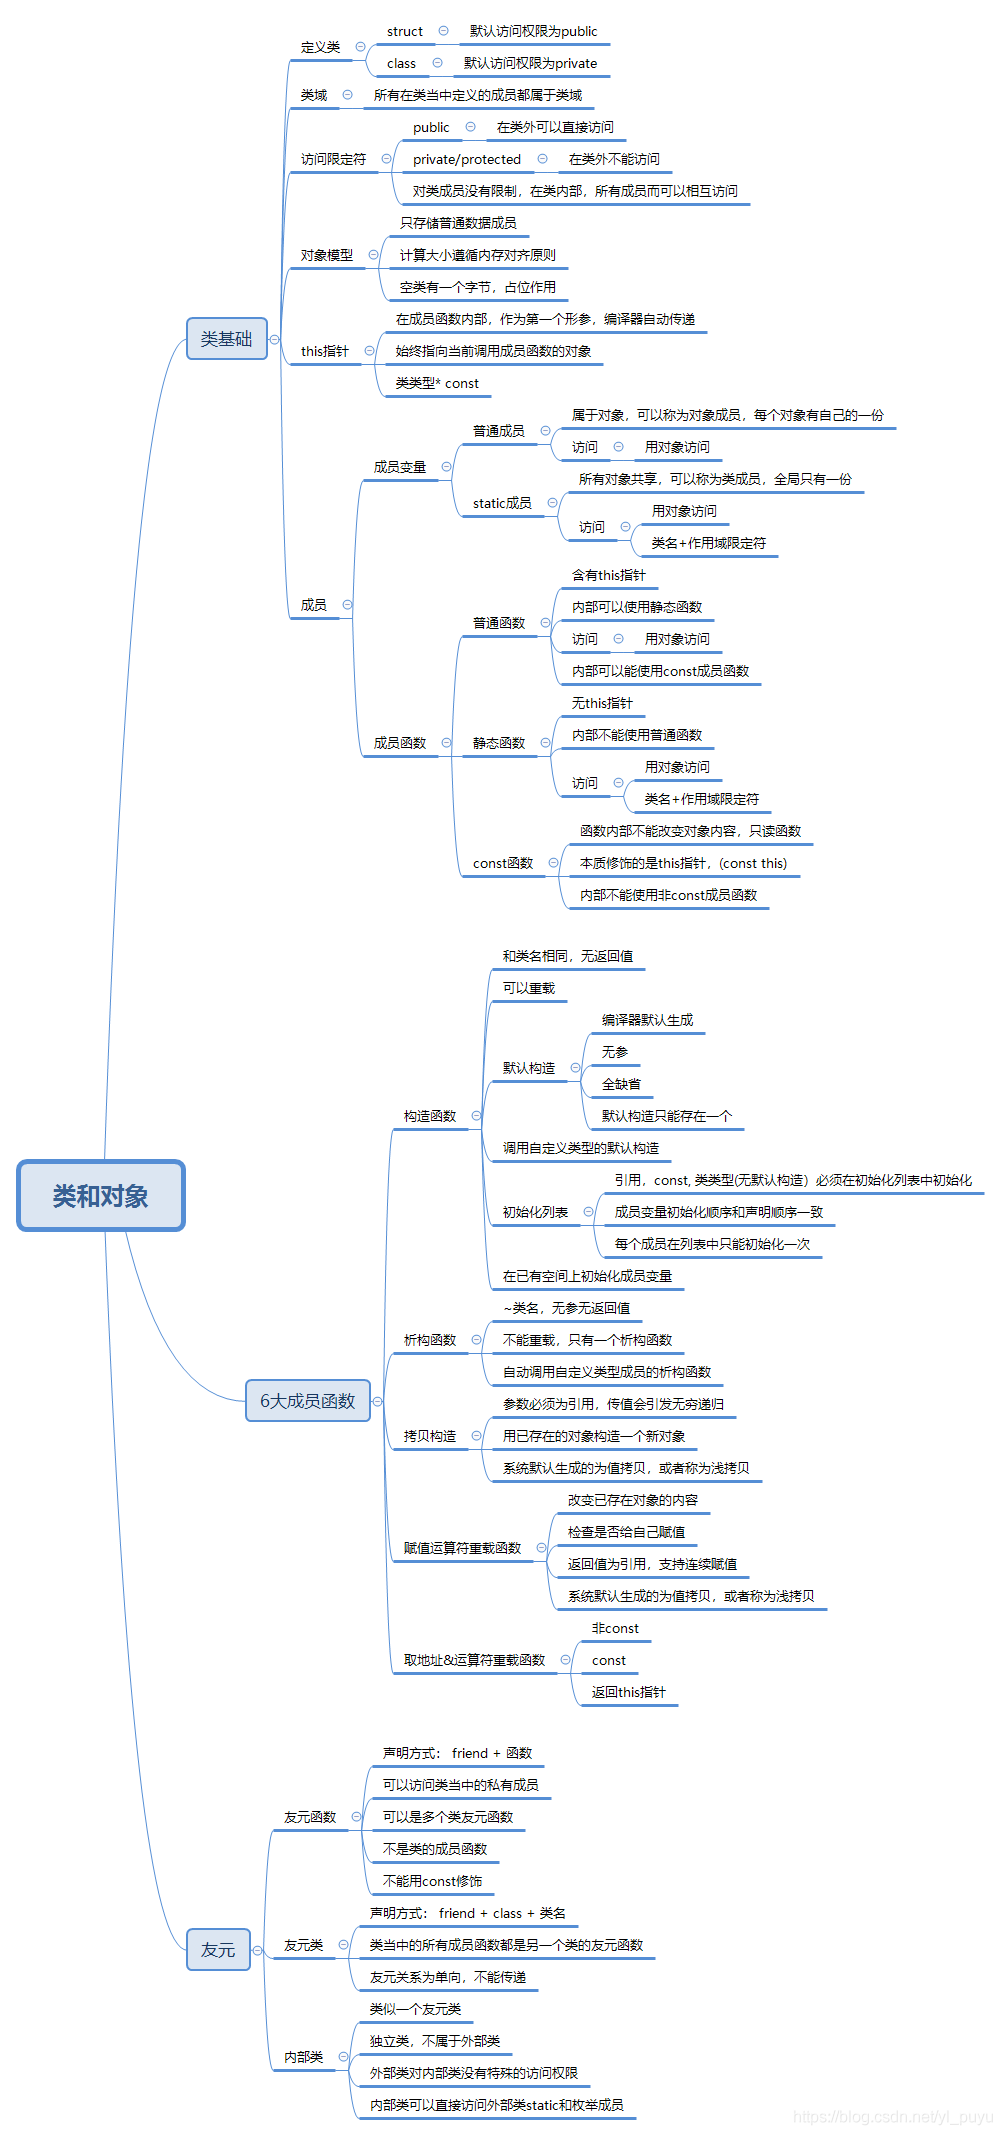 类和对象
类基础
定义类
struct
默认访问权限为public
class
默认访问权限为private
类域
所有在类当中定义的成员都属于类域
访问限定符
public
在类外可以直接访问
private/protected
在类外不能访问
对类成员没有限制，在类内部，所有成员而可以相互访问
对象模型
只存储普通数据成员
计算大小遵循内存对齐原则
空类有一个字节，占位作用
this指针
在成员函数内部，作为第一个形参，编译器自动传递
始终指向当前调用成员函数的对象
类类型* const
成员
成员变量
普通成员
属于对象，可以称为对象成员，每个对象有自己的一份
访问
用对象访问
static成员
所有对象共享，可以称为类成员，全局只有一份
访问
用对象访问
类名+作用域限定符
成员函数
普通函数
含有this指针
内部可以使用静态函数
访问
用对象访问
内部可以能使用const成员函数
静态函数
无this指针
内部不能使用普通函数
访问
用对象访问
类名+作用域限定符
const函数
函数内部不能改变对象内容，只读函数
本质修饰的是this指针，(const this)
内部不能使用非const成员函数
6大成员函数
构造函数
和类名相同，无返回值
可以重载
默认构造
编译器默认生成
无参
全缺省
默认构造只能存在一个
调用自定义类型的默认构造
初始化列表
引用，const, 类类型(无默认构造）必须在初始化列表中初始化
成员变量初始化顺序和声明顺序一致
每个成员在列表中只能初始化一次
在已有空间上初始化成员变量
析构函数
~类名，无参无返回值
不能重载，只有一个析构函数
自动调用自定义类型成员的析构函数
拷贝构造
参数必须为引用，传值会引发无穷递归
用已存在的对象构造一个新对象
系统默认生成的为值拷贝，或者称为浅拷贝
赋值运算符重载函数
改变已存在对象的内容
检查是否给自己赋值
返回值为引用，支持连续赋值
系统默认生成的为值拷贝，或者称为浅拷贝
取地址&运算符重载函数
非const
const
返回this指针
友元
友元函数
声明方式： friend + 函数
可以访问类当中的私有成员
可以是多个类友元函数
不是类的成员函数
不能用const修饰
友元类
声明方式： friend + class + 类名
类当中的所有成员函数都是另一个类的友元函数
友元关系为单向，不能传递
内部类
类似一个友元类
独立类，不属于外部类
外部类对内部类没有特殊的访问权限
内部类可以直接访问外部类static和枚举成员
https://blog.csdn.net/yl_puyu